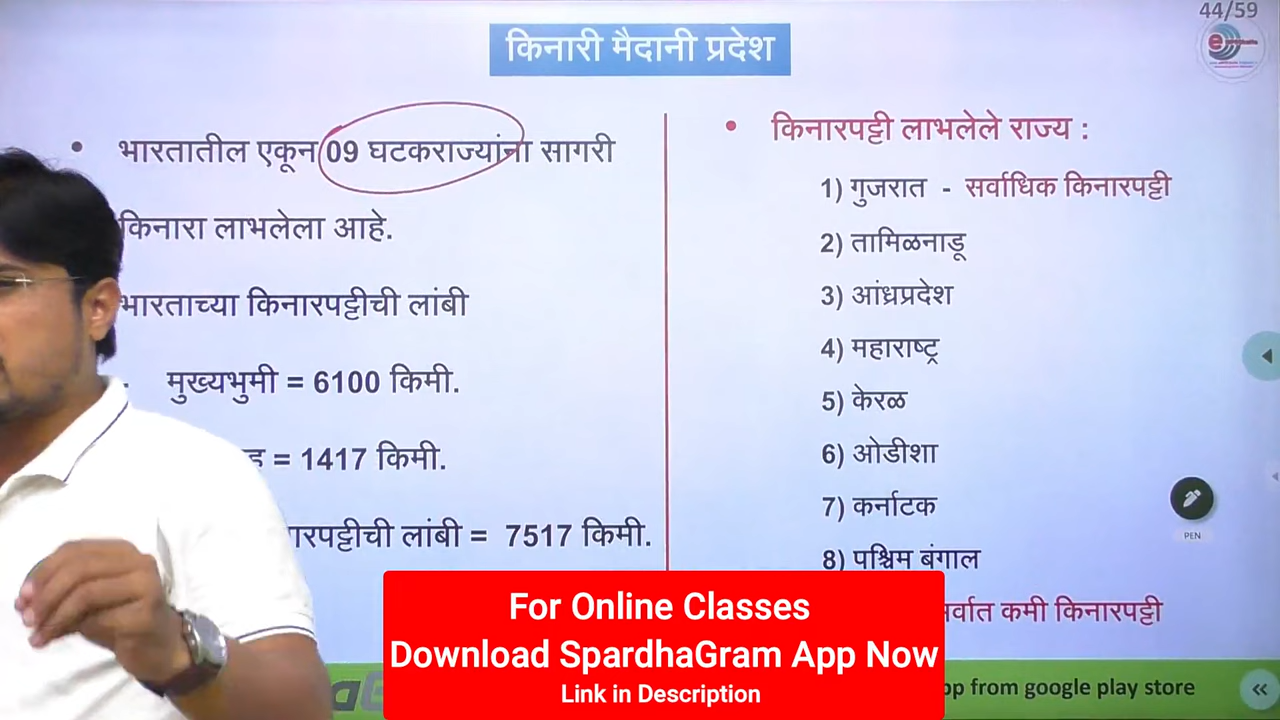 44/59
किनारी मैदानी प्रदेश
• भारतातील एकून 09 घटकराज्यांना सागरी
किनारा लाभलेला आहे.
भारताच्या किनारपट्टीची लांबी
मुख्यभुमी = 6100 किमी.
= 1417 किमी.
लांबी = 7517 किमी.
• किनारपट्टी लाभलेले राज्य :
1) गुजरात - सर्वाधिक किनारपट्टी
2) तामिळनाडू
3) आंध्रप्रदेश
4) महाराष्ट्र
5) केरळ
6) ओडीशा
7) कर्नाटक
8) पश्चिम बंगाल
कमी किनारपट्टी
PEN
For Online Classes
Download SpardhaGram App Now
Link in Description
from google play store